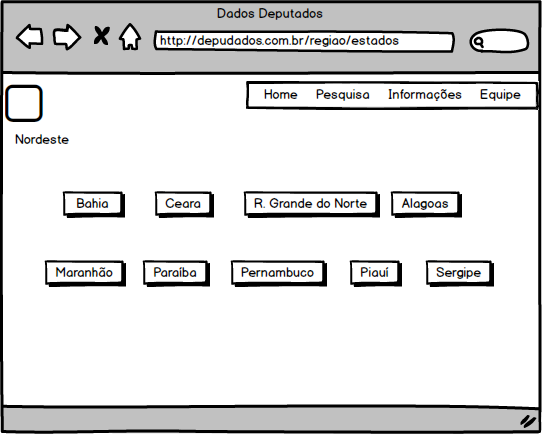 Dados Deputados
http://depudados.com.br/regiao/estados
Home Pesquisa Informações Equipe
Nordeste
Bahia Ceara R. Grande do Norte Alagoas
Maranhão Paraíba Pernambuco Piauí Sergipe